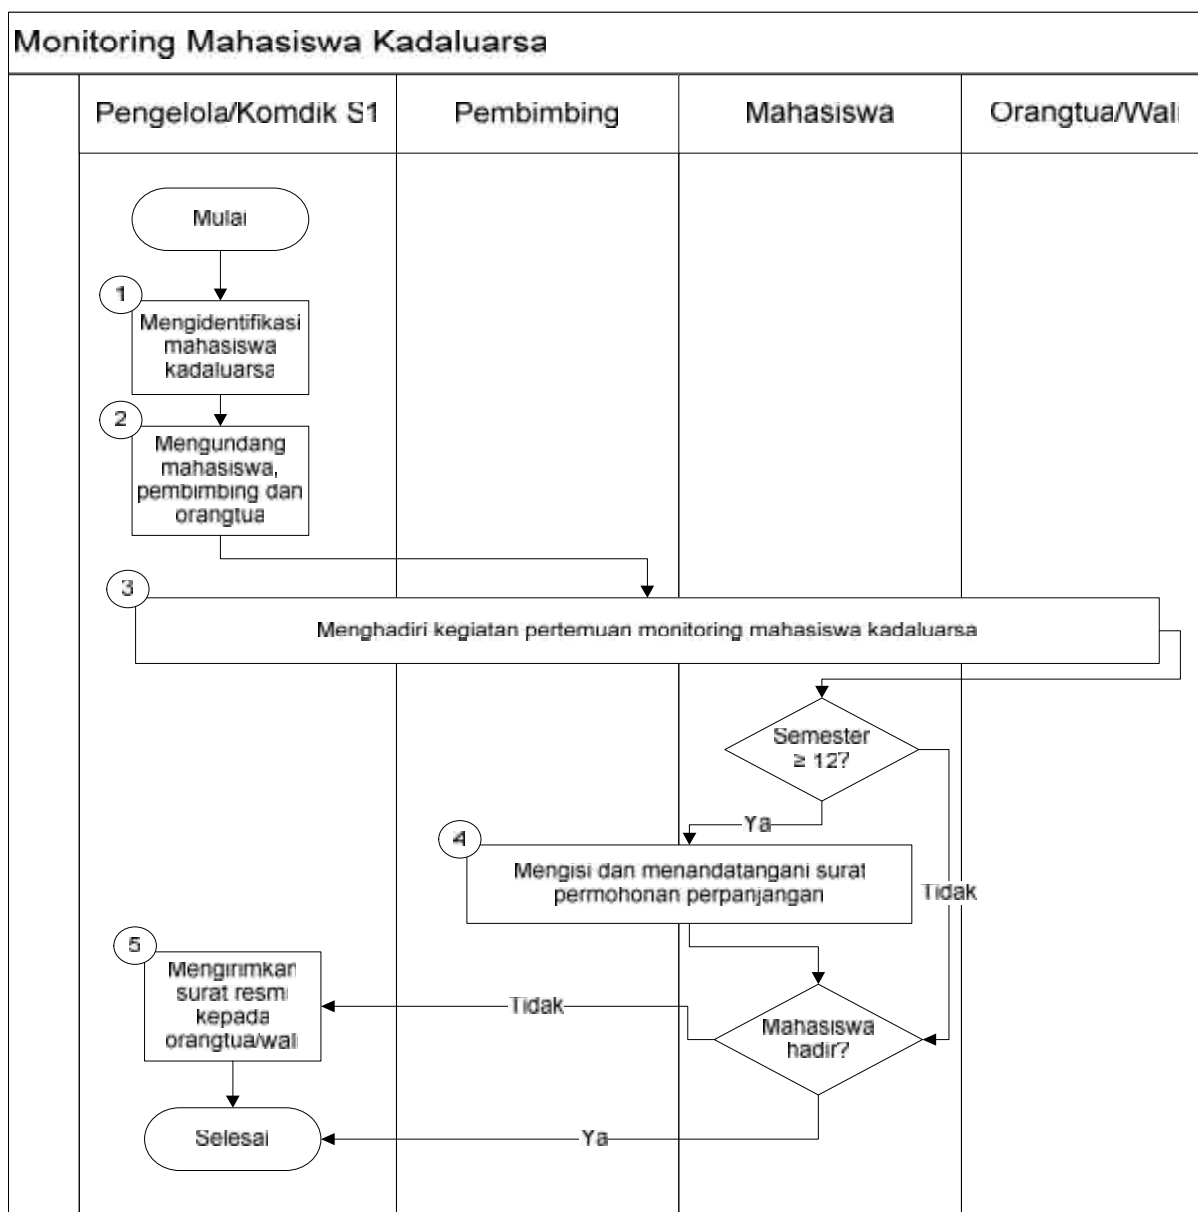 Monitoring Mahasiswa Kadaluarsa
Pengelola/Komdik S1
Pembimbing
Mahasiswa
Orangtua/Wali
Mulai
1
Mengidentifikasi
mahasiswa
kadaluarsa
2
Mengundang
mahasiswa,
pembimbing dan
orangtua
3
Menghadiri kegiatan pertemuan monitoring mahasiswa kadaluarsa
Semester
≥ 12?
Ya
4
Mengisi dan menandatangani surat
permohonan perpanjangan
Tidak
5
Mengirimkan
surat resmi
kepada
orangtua/wali
Tidak
Mahasiswa
hadir?
Selesai
Ya